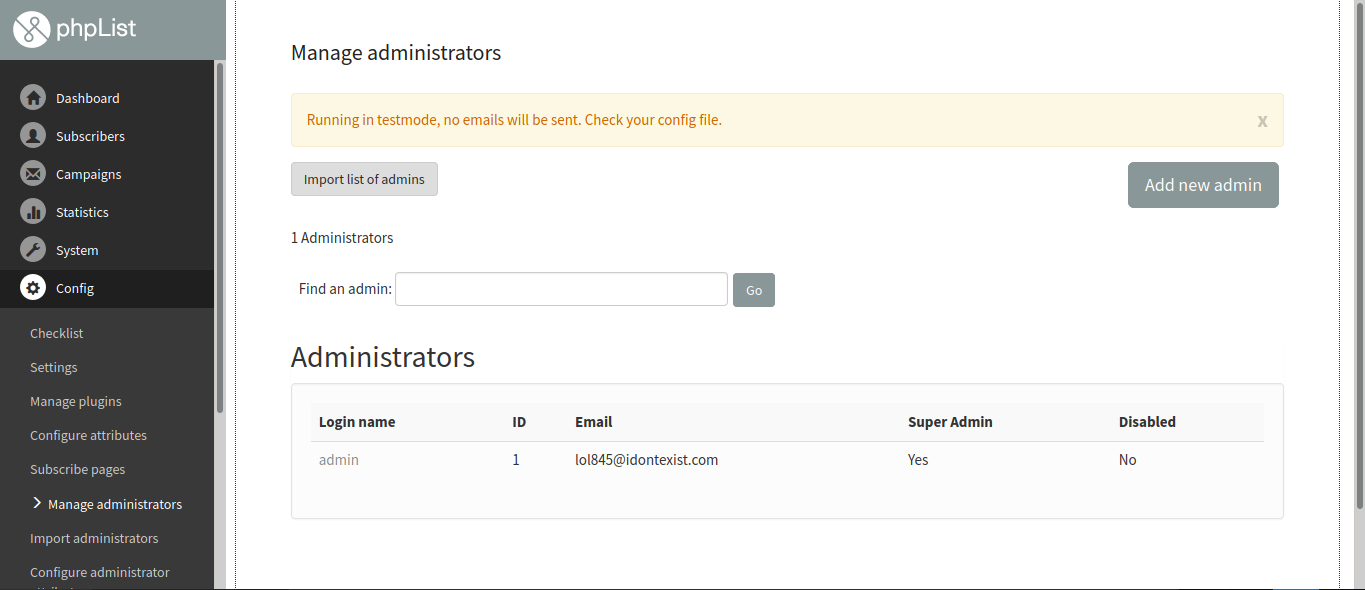 phpList
Dashboard
Subscribers
Campaigns
Statistics
System
Config
Checklist
Settings
Manage plugins
Configure attributes
Subscribe pages
Manage administrators
Import administrators
Configure administrator
Manage administrators
Running in testmode, no emails will be sent. Check your config file.
x
Import list of admins
Add new admin
1 Administrators
Find an admin:
Go
Administrators
Login name ID Email Super Admin Disabled
admin 1 lol845@idontexist.com Yes No